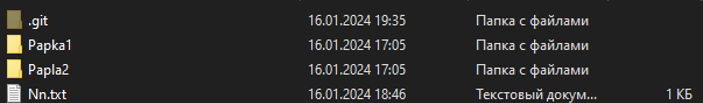 .git 16.01.2024 19:35 Папка с файлами
Papka1 16.01.2024 17:05 Папка с файлами
Papla2 16.01.2024 17:05 Папка с файлами
Nn.txt 16.01.2024 18:46 Текстовый докум... 1 КБ